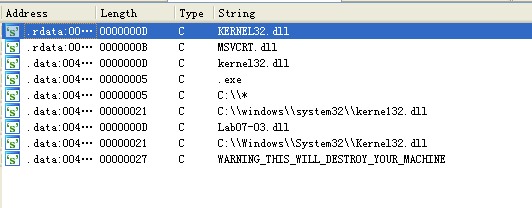 Address Length Type String
.rdata:00··· 0000000D C KERNEL32.dll
.rdata:00··· 0000000B C MSVCRT.dll
.data:004··· 0000000D C kernel32.dll
.data:004··· 00000005 C .exe
.data:004··· 00000005 C C:\\*
.data:004··· 00000021 C C:\\windows\\system32\\kerne132.dll
.data:004··· 0000000D C Lab07-03.dll
.data:004··· 00000021 C C:\\Windows\\System32\\Kernel32.dll
.data:004··· 00000027 C WARNING_THIS_WILL_DESTROY_YOUR_MACHINE